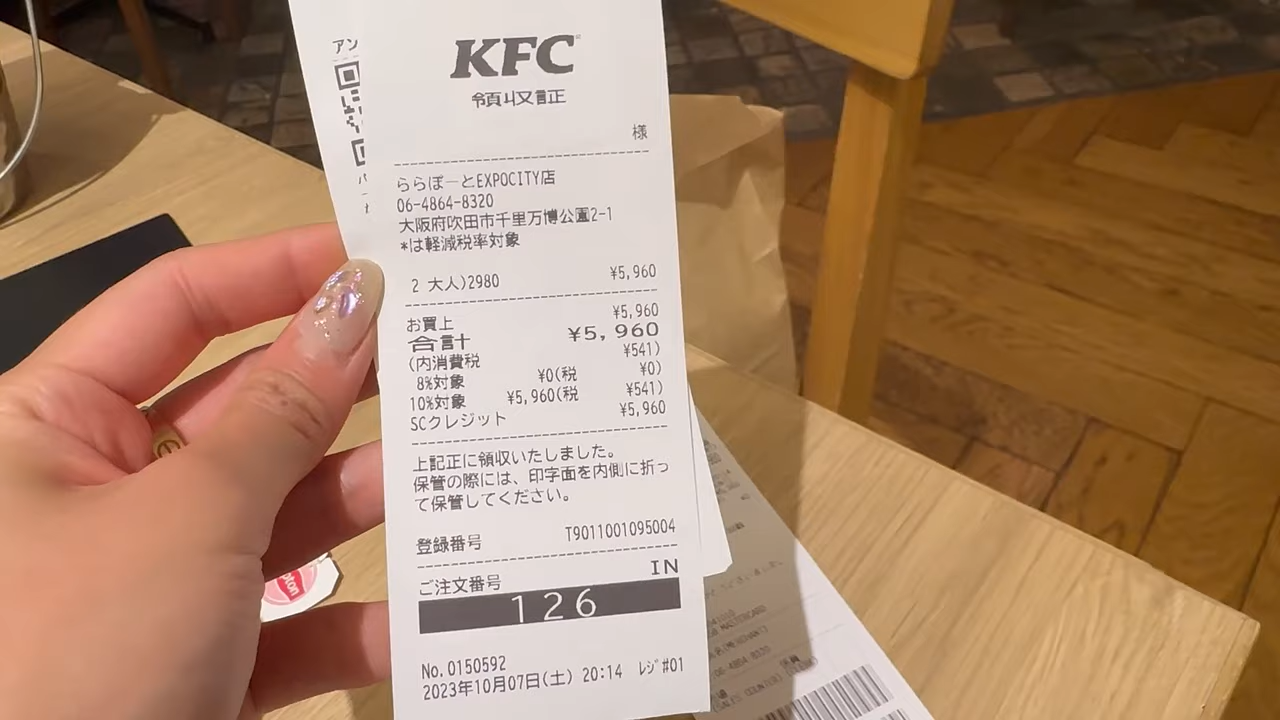 KFC
領収証
様
ららぽーとEXPOCITY店
06-4864-8320
大阪府吹田市千里万博公園2-1
*は軽減税率対象
2 大人)2980 ¥5,960
お買上 ¥5,960
合計 ¥5,960
(内消費税 ¥541)
8%対象 ¥0(税 ¥0)
10%対象 ¥5,960(税 ¥541)
SCクレジット ¥5,960
上記正に領収いたしました。
保管の際には、印字面を内側に折っ
て保管してください。
登録番号 T9011001095004
IN
ご注文番号
126
No.0150592
2023年10月07日(土) 20:14 レジ#01
アン
06-4864-8320